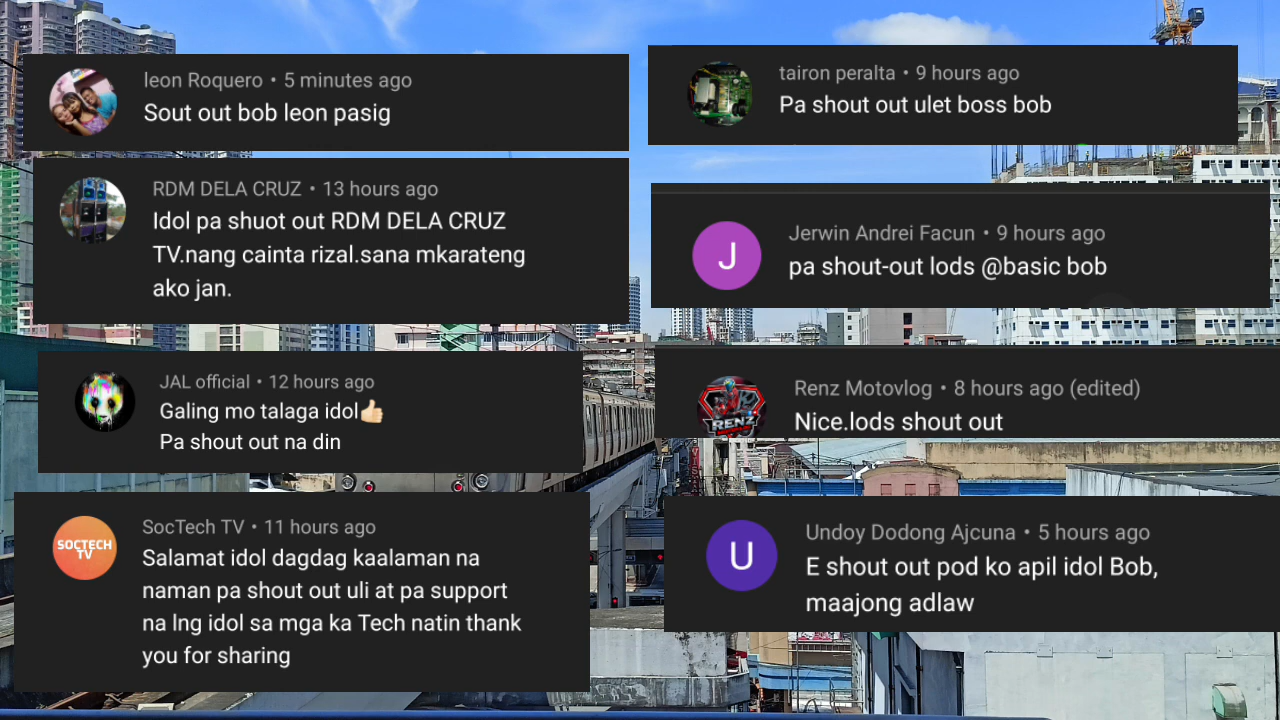 leon Roquero • 5 minutes ago
Sout out bob leon pasig
RDM DELA CRUZ • 13 hours ago
Idol pa shuot out RDM DELA CRUZ
TV.nang cainta rizal.sana mkarateng
ako jan.
JAL official • 12 hours ago
Galing mo talaga idol👍🏼
Pa shout out na din
SOCTECH
TV
SocTech TV • 11 hours ago
Salamat idol dagdag kaalaman na
naman pa shout out uli at pa support
na lng idol sa mga ka Tech natin thank
you for sharing
tairon peralta • 9 hours ago
Pa shout out ulet boss bob
J
Jerwin Andrei Facun • 9 hours ago
pa shout-out lods @basic bob
RENZ
Renz Motovlog • 8 hours ago (edited)
Nice.lods shout out
U
Undoy Dodong Ajcuna • 5 hours ago
E shout out pod ko apil idol Bob,
maajong adlaw